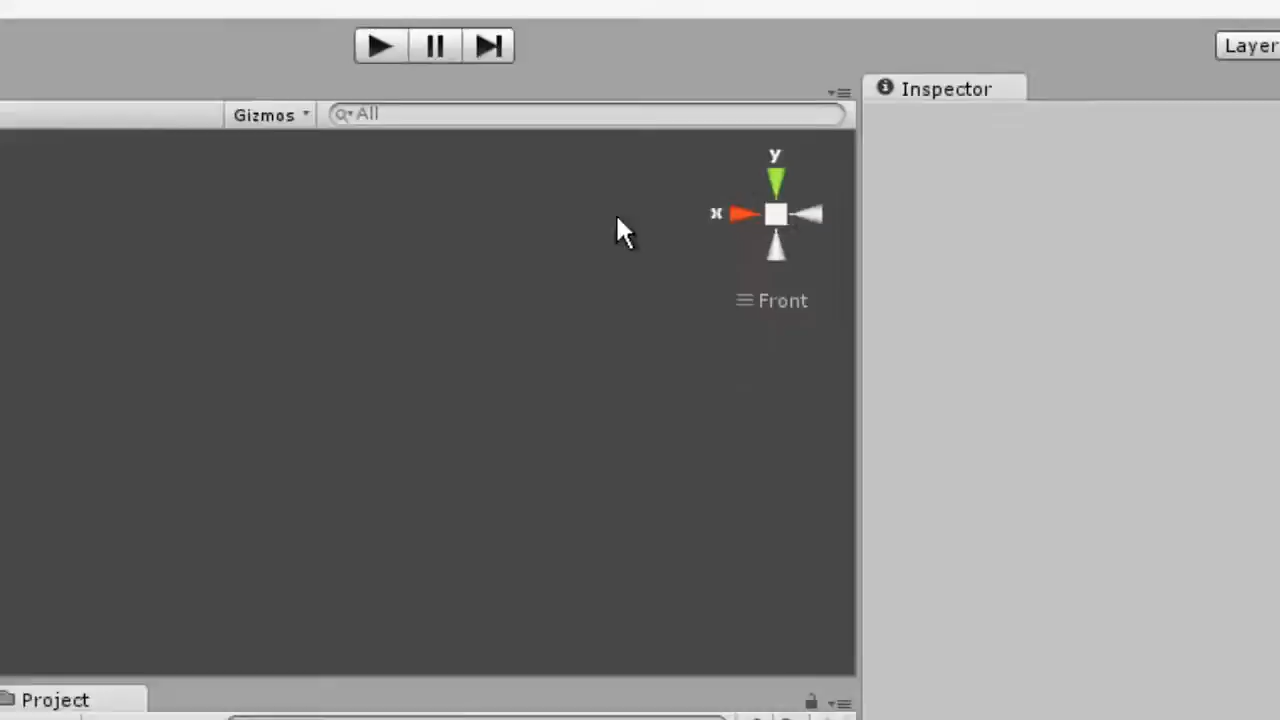 Layer
Inspector
Gizmos
All
y
x
Front
Project